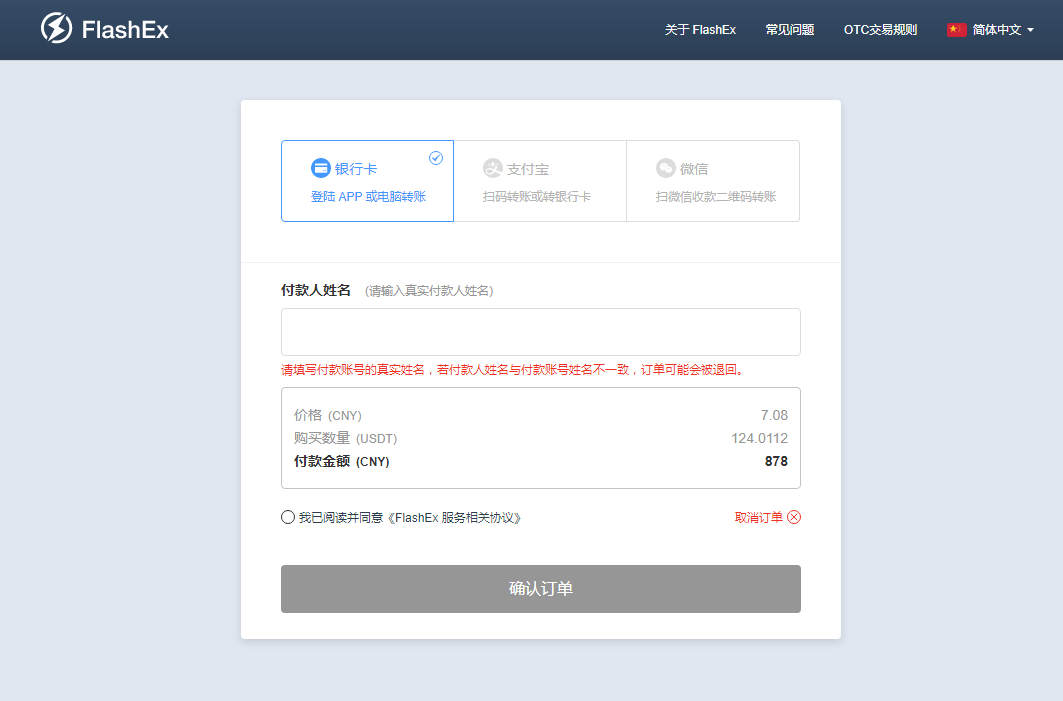 FlashEx
关于 FlashEx 常见问题 OTC交易规则 简体中文
银行卡 支付宝 微信
登陆 APP 或电脑转账 扫码转账或转银行卡 扫微信收款二维码转账
付款人姓名 (请输入真实付款人姓名)
请填写付款账号的真实姓名，若付款人姓名与付款账号姓名不一致，订单可能会被退回。
价格 (CNY) 7.08
购买数量 (USDT) 124.0112
付款金额 (CNY) 878
我已阅读并同意《FlashEx 服务相关协议》 取消订单
确认订单